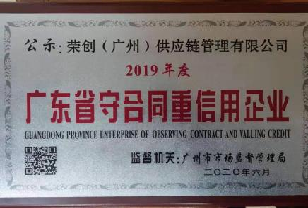 公示：荣创（广州）供应链管理有限公司
2019年度
广东省守合同重信用企业
GUANGDONG PROVINCE ENTERPRISE OF OBSERVING CONTRACT AND VALUING CREDIT
监督机关：广州市市场监督管理局
二〇二〇年六月